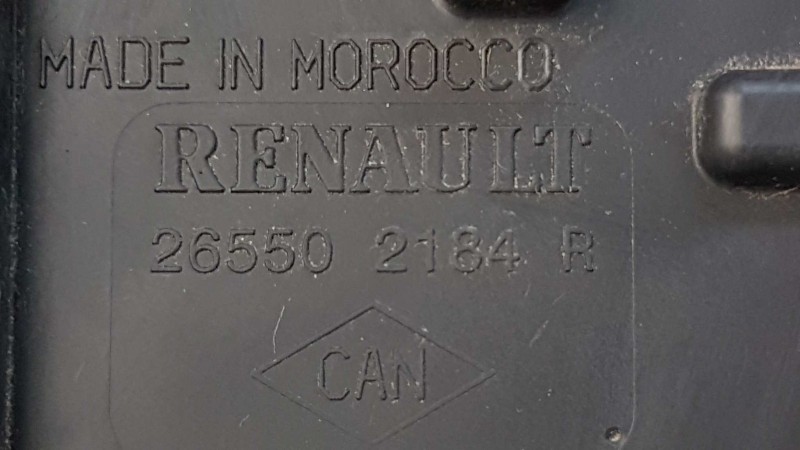 MADE IN MOROCCO
RENAULT
26550 2184 R
CAN